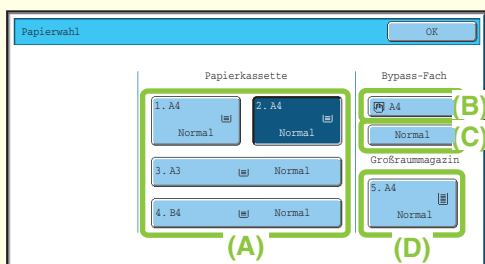 Papierwahl
OK
Papierkassette
Bypass-Fach
1. A4
Normal
2. A4
Normal
A4
(B)
Normal
(C)
3. A3
Normal
Großraummagazin
4. B4
Normal
5. A4
Normal
(A)
(D)